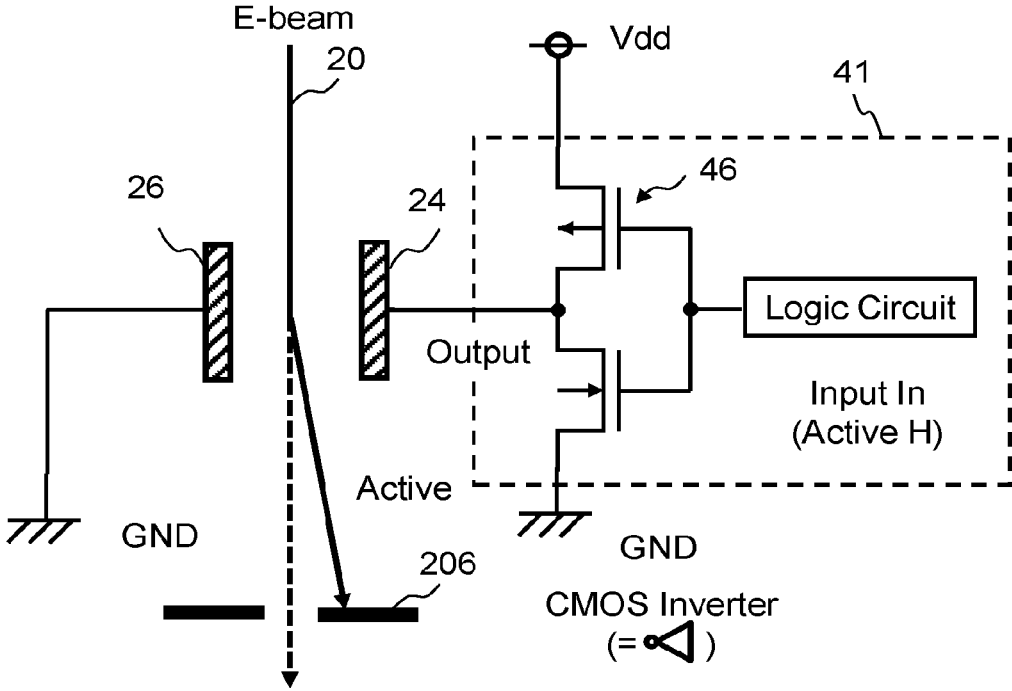 E-beam
20
Vdd
41
26
24
46
Logic Circuit
Output
Input In
(Active H)
Active
GND
GND
206
CMOS Inverter
(= )